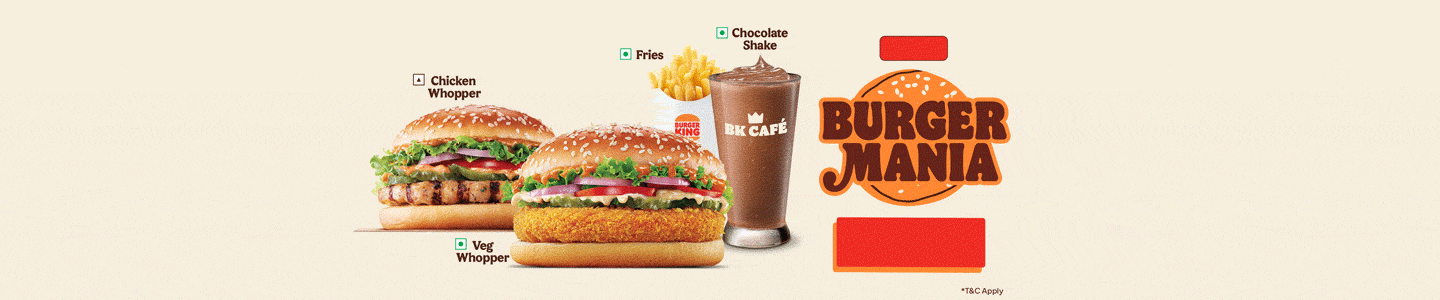 Chicken
Whopper
Veg
Whopper
Fries
BURGER
KING
Chocolate
Shake
BK CAFÉ
BURGER
MANIA
*T&C Apply